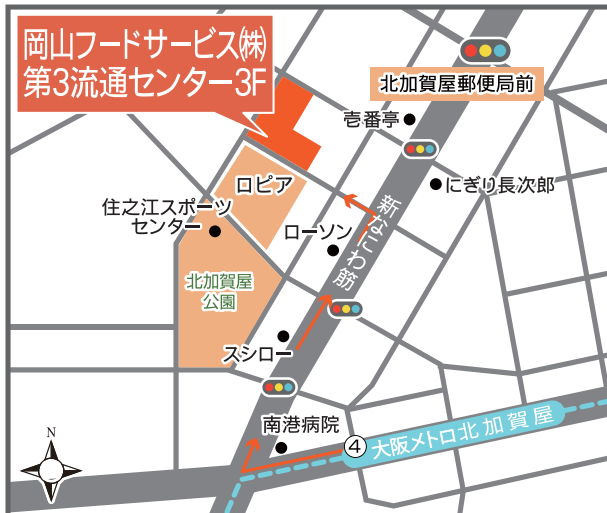 岡山フードサービス㈱
第3流通センター3F
北加賀屋郵便局前
壱番亭
にぎり長次郎
ロピア
住之江スポーツ
センター
ローソン
新なにわ筋
北加賀屋
公園
スシロー
南港病院
④
大阪メトロ北加賀屋
N